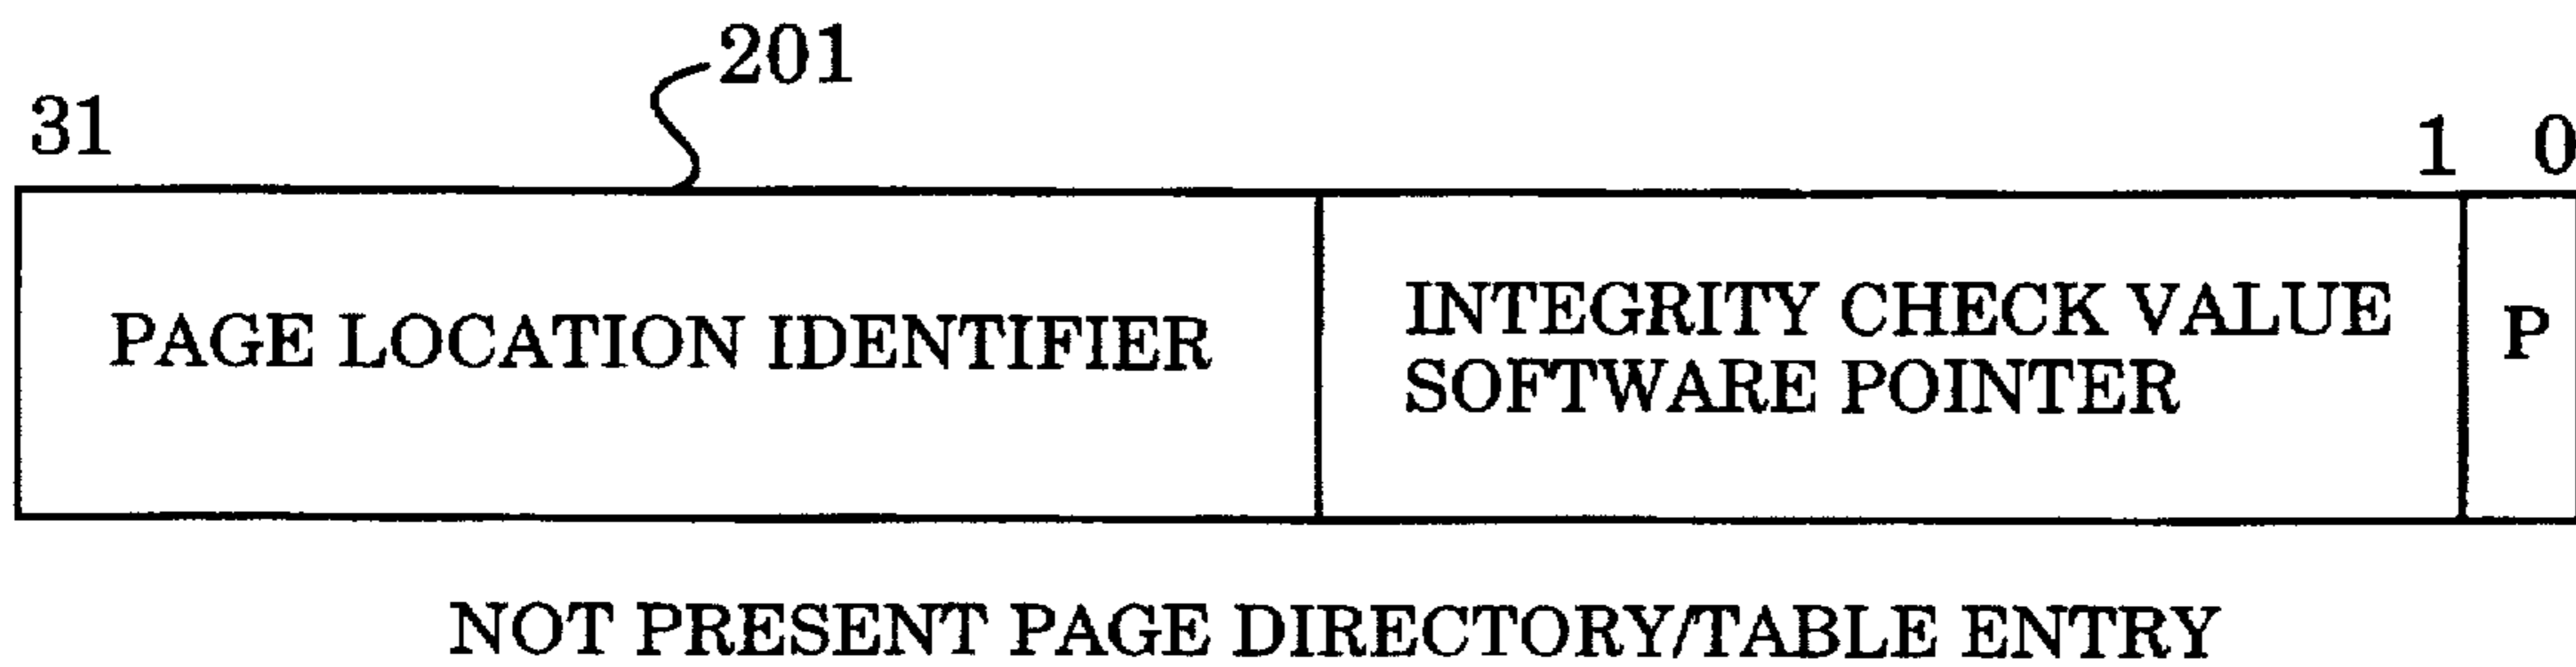 201
31
1 0
PAGE LOCATION IDENTIFIER
INTEGRITY CHECK VALUE
SOFTWARE POINTER
P
NOT PRESENT PAGE DIRECTORY/TABLE ENTRY